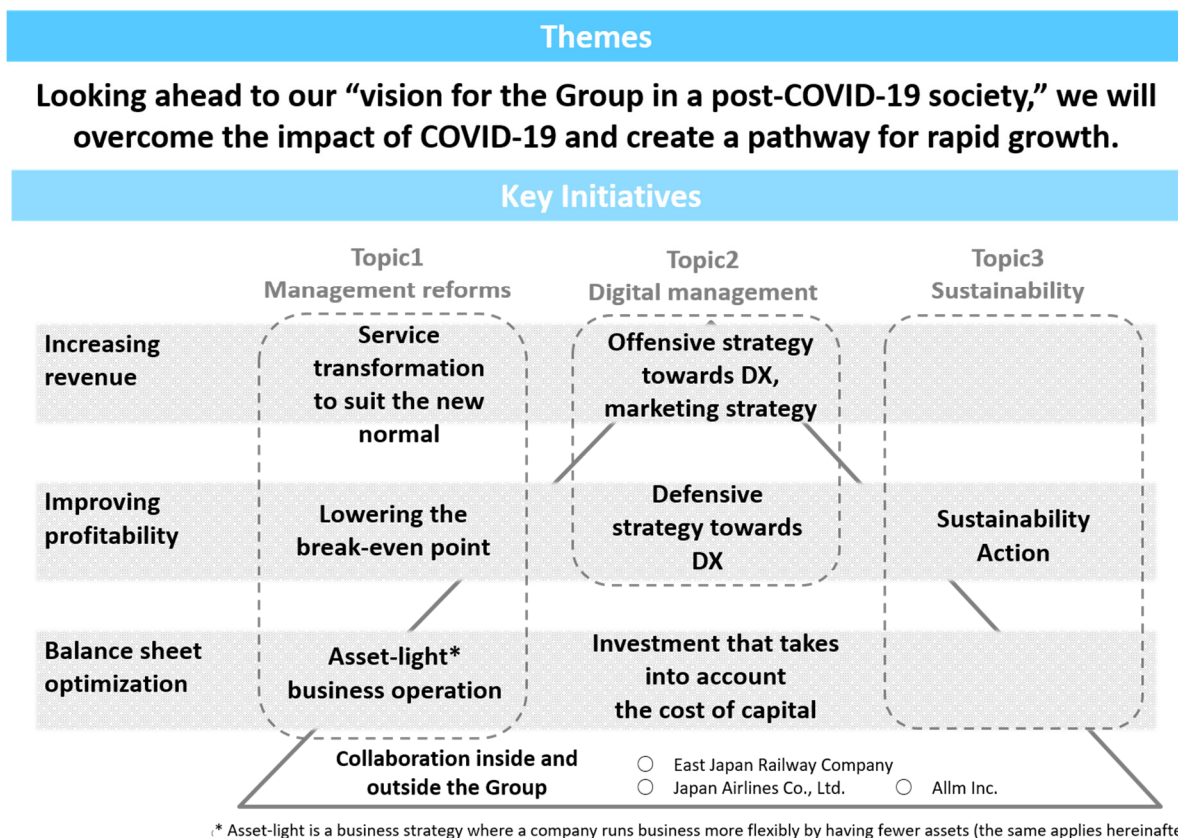 Themes
Looking ahead to our “vision for the Group in a post-COVID-19 society,” we will
overcome the impact of COVID-19 and create a pathway for rapid growth.
Key Initiatives
Topic1
Management reforms
Topic2
Digital management
Topic3
Sustainability
Increasing
revenue
Service
transformation
to suit the new
normal
Offensive strategy
towards DX,
marketing strategy
Improving
profitability
Lowering the
break-even point
Defensive
strategy towards
DX
Sustainability
Action
Balance sheet
optimization
Asset-light*
business operation
Investment that takes
into account
the cost of capital
Collaboration inside and
outside the Group
○ East Japan Railway Company
○ Japan Airlines Co., Ltd. ○ Allm Inc.
* Asset-light is a business strategy where a company runs business more flexibly by having fewer assets (the same applies